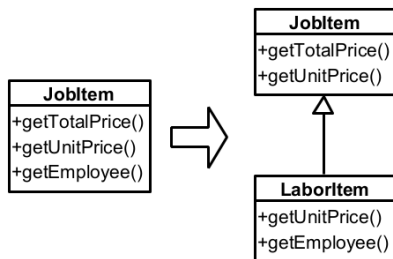 JobItem
+getTotalPrice()
+getUnitPrice()
+getEmployee()
JobItem
+getTotalPrice()
+getUnitPrice()
LaborItem
+getUnitPrice()
+getEmployee()